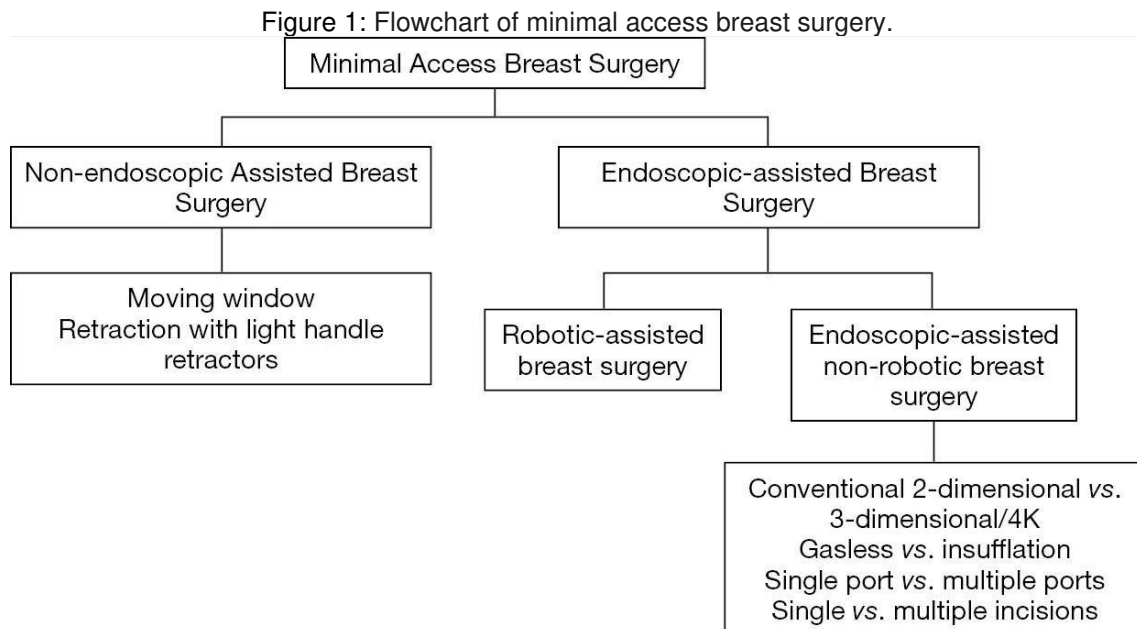 Figure 1: Flowchart of minimal access breast surgery.
Minimal Access Breast Surgery
Non-endoscopic Assisted Breast
Surgery
Endoscopic-assisted Breast
Surgery
Moving window
Retraction with light handle
retractors
Robotic-assisted
breast surgery
Endoscopic-assisted
non-robotic breast
surgery
Conventional 2-dimensional vs.
3-dimensional/4K
Gasless vs. insufflation
Single port vs. multiple ports
Single vs. multiple incisions